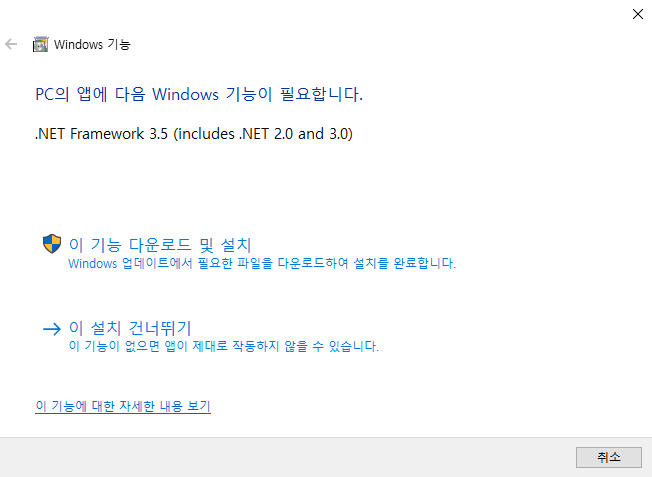 Windows 기능
PC의 앱에 다음 Windows 기능이 필요합니다.
.NET Framework 3.5 (includes .NET 2.0 and 3.0)
이 기능 다운로드 및 설치
Windows 업데이트에서 필요한 파일을 다운로드하여 설치를 완료합니다.
이 설치 건너뛰기
이 기능이 없으면 앱이 제대로 작동하지 않을 수 있습니다.
이 기능에 대한 자세한 내용 보기
취소